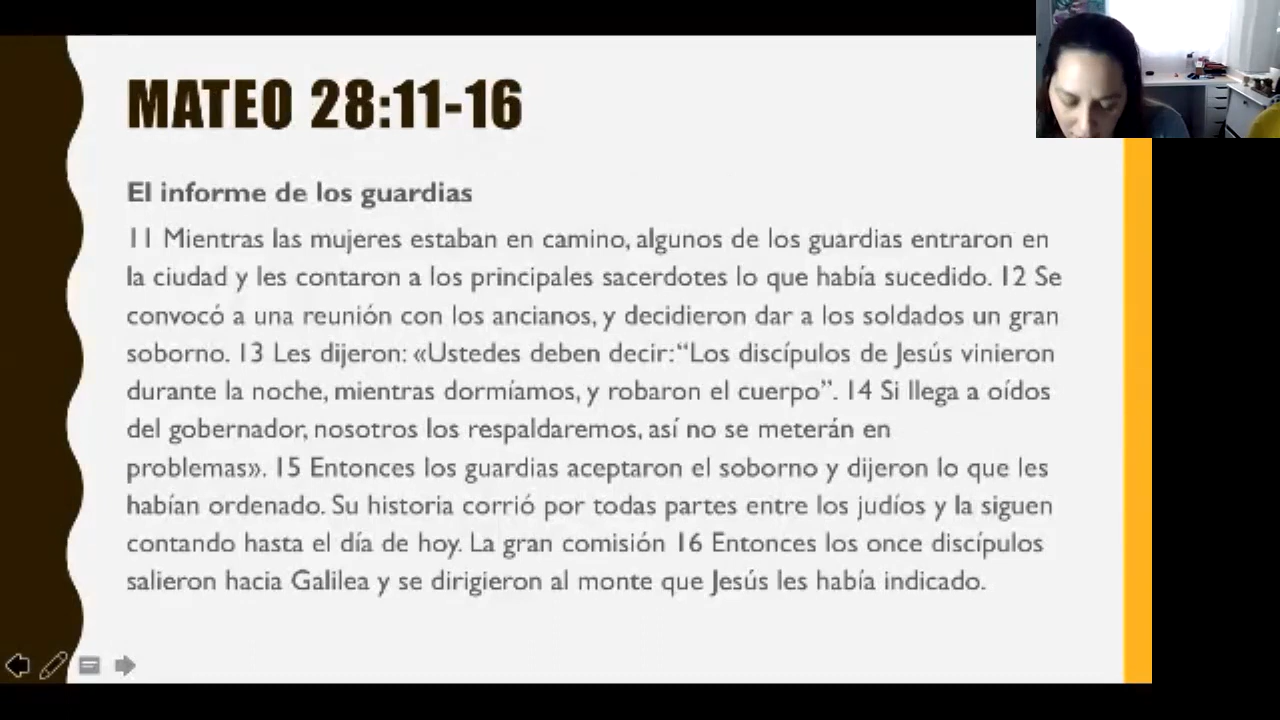 MATEO 28:11-16
El informe de los guardias
11 Mientras las mujeres estaban en camino, algunos de los guardias entraron en
la ciudad y les contaron a los principales sacerdotes lo que había sucedido. 12 Se
convocó a una reunión con los ancianos, y decidieron dar a los soldados un gran
soborno. 13 Les dijeron: «Ustedes deben decir: “Los discípulos de Jesús vinieron
durante la noche, mientras dormíamos, y robaron el cuerpo”. 14 Si llega a oídos
del gobernador, nosotros los respaldaremos, así no se meterán en
problemas». 15 Entonces los guardias aceptaron el soborno y dijeron lo que les
habían ordenado. Su historia corrió por todas partes entre los judíos y la siguen
contando hasta el día de hoy. La gran comisión 16 Entonces los once discípulos
salieron hacia Galilea y se dirigieron al monte que Jesús les había indicado.